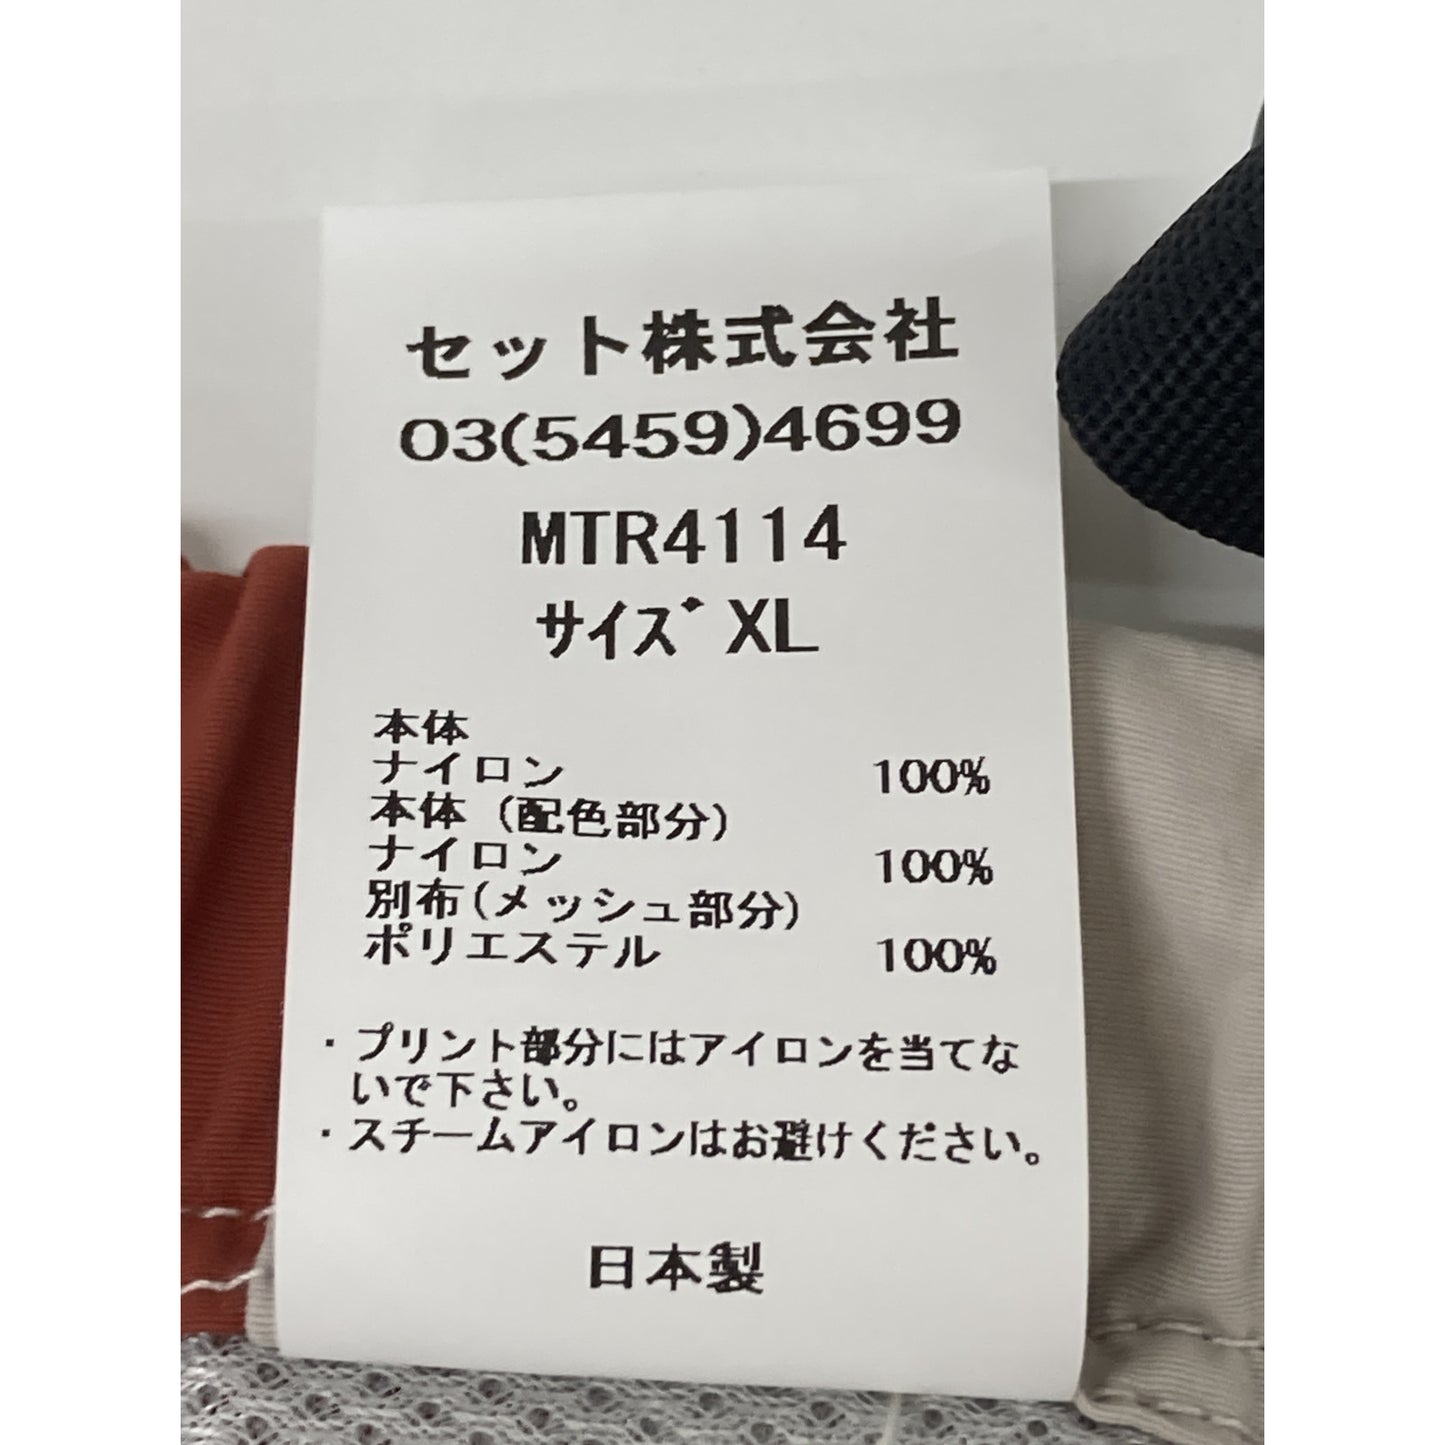 セット株式会社
03(5459)4699
MTR4114
サイズ XL
本体
ナイロン 100%
本体 (配色部分)
ナイロン 100%
別布(メッシュ部分)
ポリエステル 100%
・プリント部分にはアイロンを当てな
いで下さい。
・スチームアイロンはお避けください。
日本製